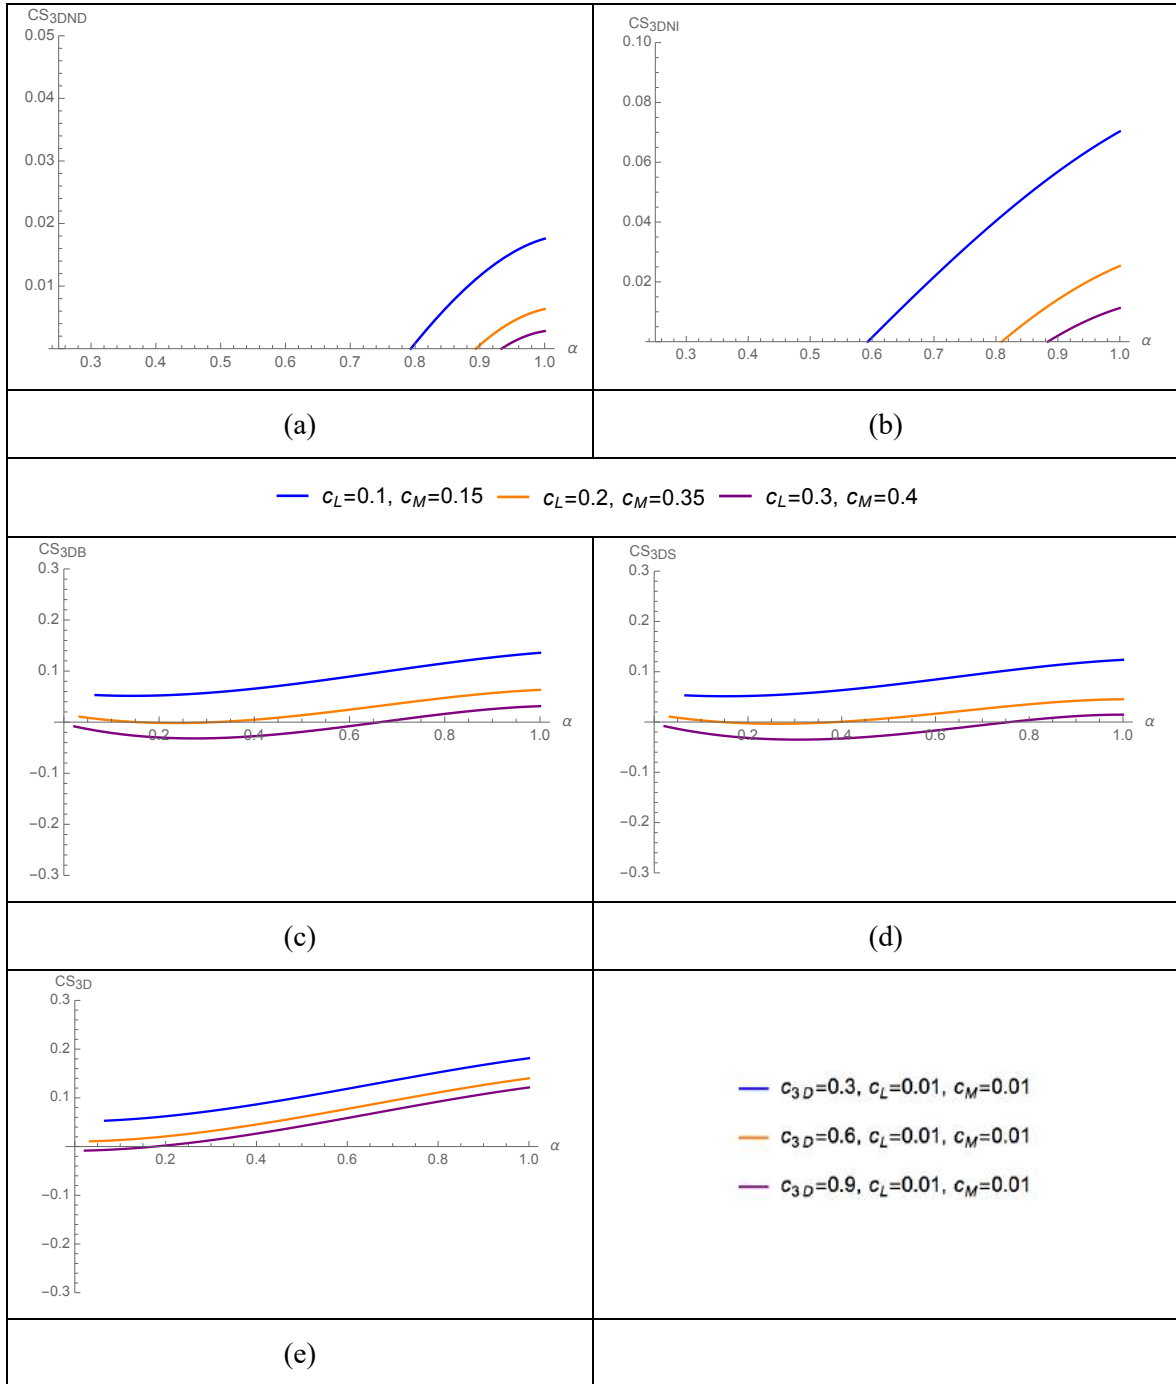 CS3DND
0.05
0.04
0.03
0.02
0.01
0.3 0.4 0.5 0.6 0.7 0.8 0.9 1.0 α
CS3DNI
0.10
0.08
0.06
0.04
0.02
0.3 0.4 0.5 0.6 0.7 0.8 0.9 1.0 α
(a)
(b)
cL=0.1, cM=0.15 cL=0.2, cM=0.35 cL=0.3, cM=0.4
CS3DB
0.3
0.2
0.1
0.2 0.4 0.6 0.8 1.0 α
−0.1
−0.2
−0.3
CS3DS
0.3
0.2
0.1
0.2 0.4 0.6 0.8 1.0 α
−0.1
−0.2
−0.3
(c)
(d)
CS3D
0.3
0.2
0.1
0.2 0.4 0.6 0.8 1.0 α
−0.1
−0.2
−0.3
c3D=0.3, cL=0.01, cM=0.01
c3D=0.6, cL=0.01, cM=0.01
c3D=0.9, cL=0.01, cM=0.01
(e)